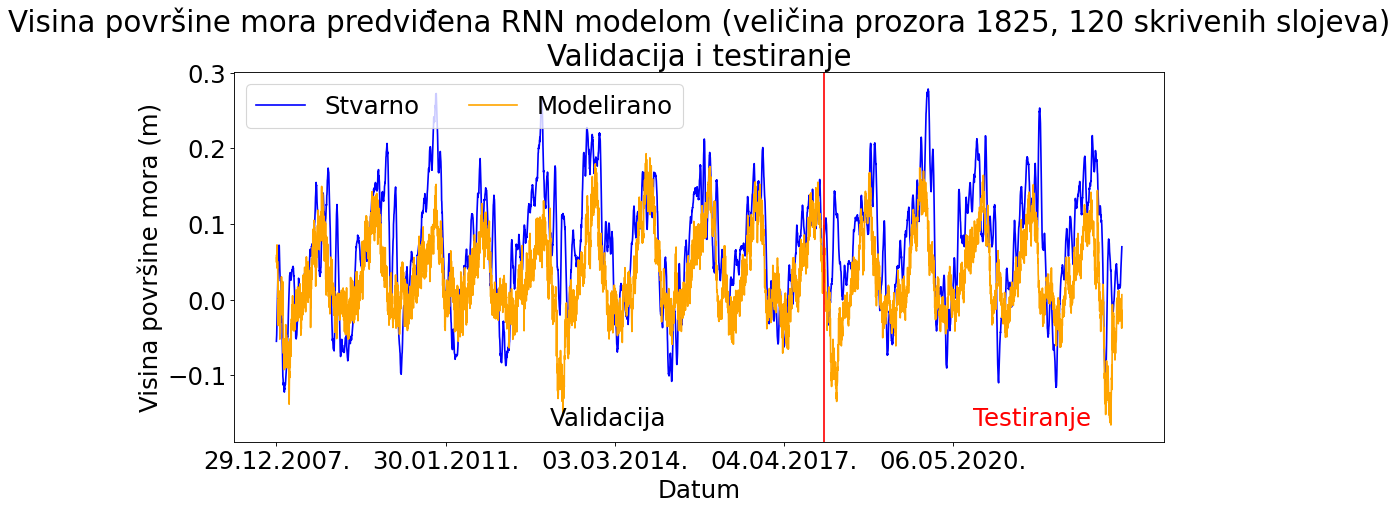 Visina površine mora predviđena RNN modelom (veličina prozora 1825, 120 skrivenih slojeva)
Validacija i testiranje
Stvarno
Modelirano
Visina površine mora (m)
0.3
0.2
0.1
0.0
−0.1
Validacija
Testiranje
29.12.2007.
30.01.2011.
03.03.2014.
04.04.2017.
06.05.2020.
Datum